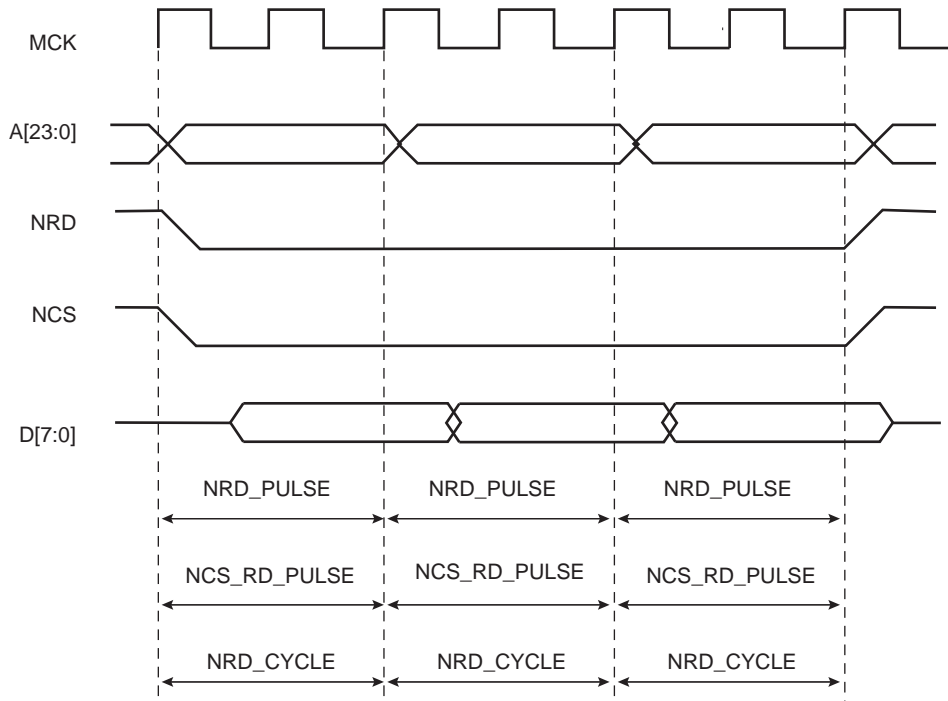 MCK
A[23:0]
NRD
NCS
D[7:0]
NRD_PULSE NRD_PULSE NRD_PULSE
NCS_RD_PULSE NCS_RD_PULSE NCS_RD_PULSE
NRD_CYCLE NRD_CYCLE NRD_CYCLE